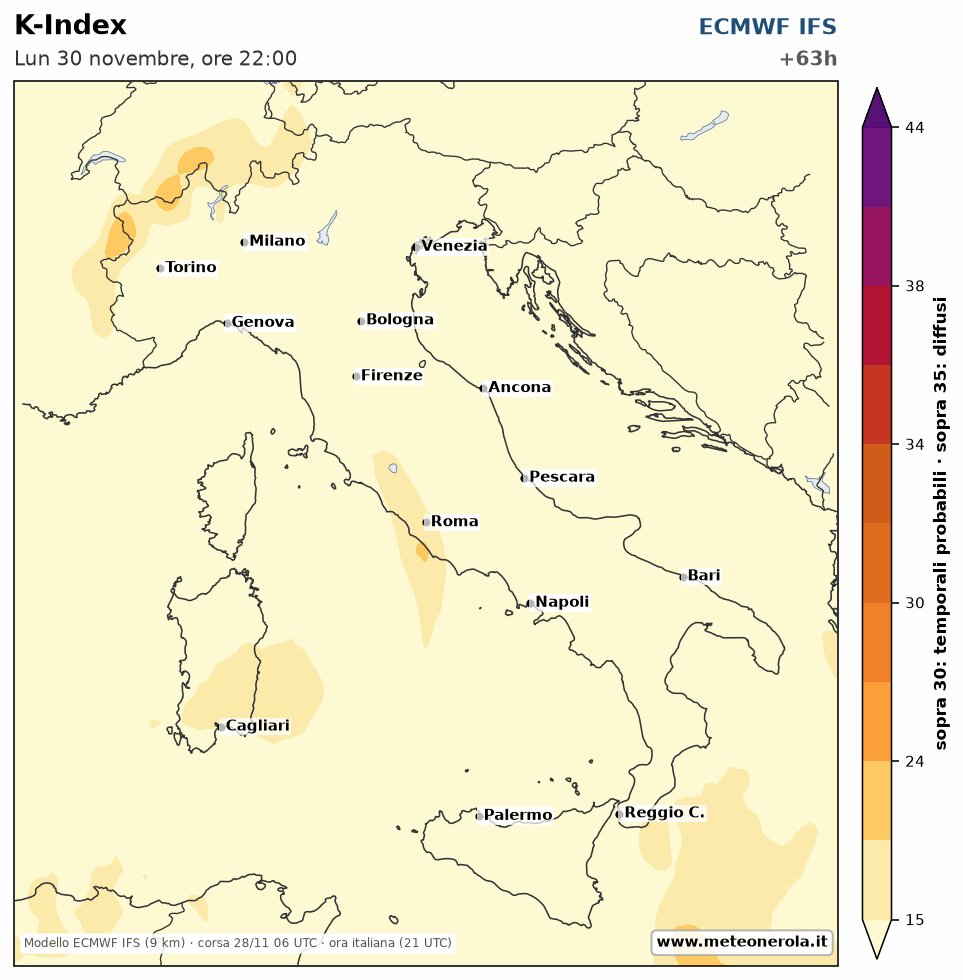 K-Index
ECMWF IFS
Lun 30 novembre, ore 22:00
+63h
44
38
34
30
24
15
sopra 30: temporali probabili · sopra 35: diffusi
Milano
Venezia
Torino
Genova
Bologna
Firenze
Ancona
Pescara
Roma
Bari
Napoli
Cagliari
Palermo
Reggio C.
Modello ECMWF IFS (9 km) · corsa 28/11 06 UTC · ora italiana (21 UTC)
www.meteonerola.it